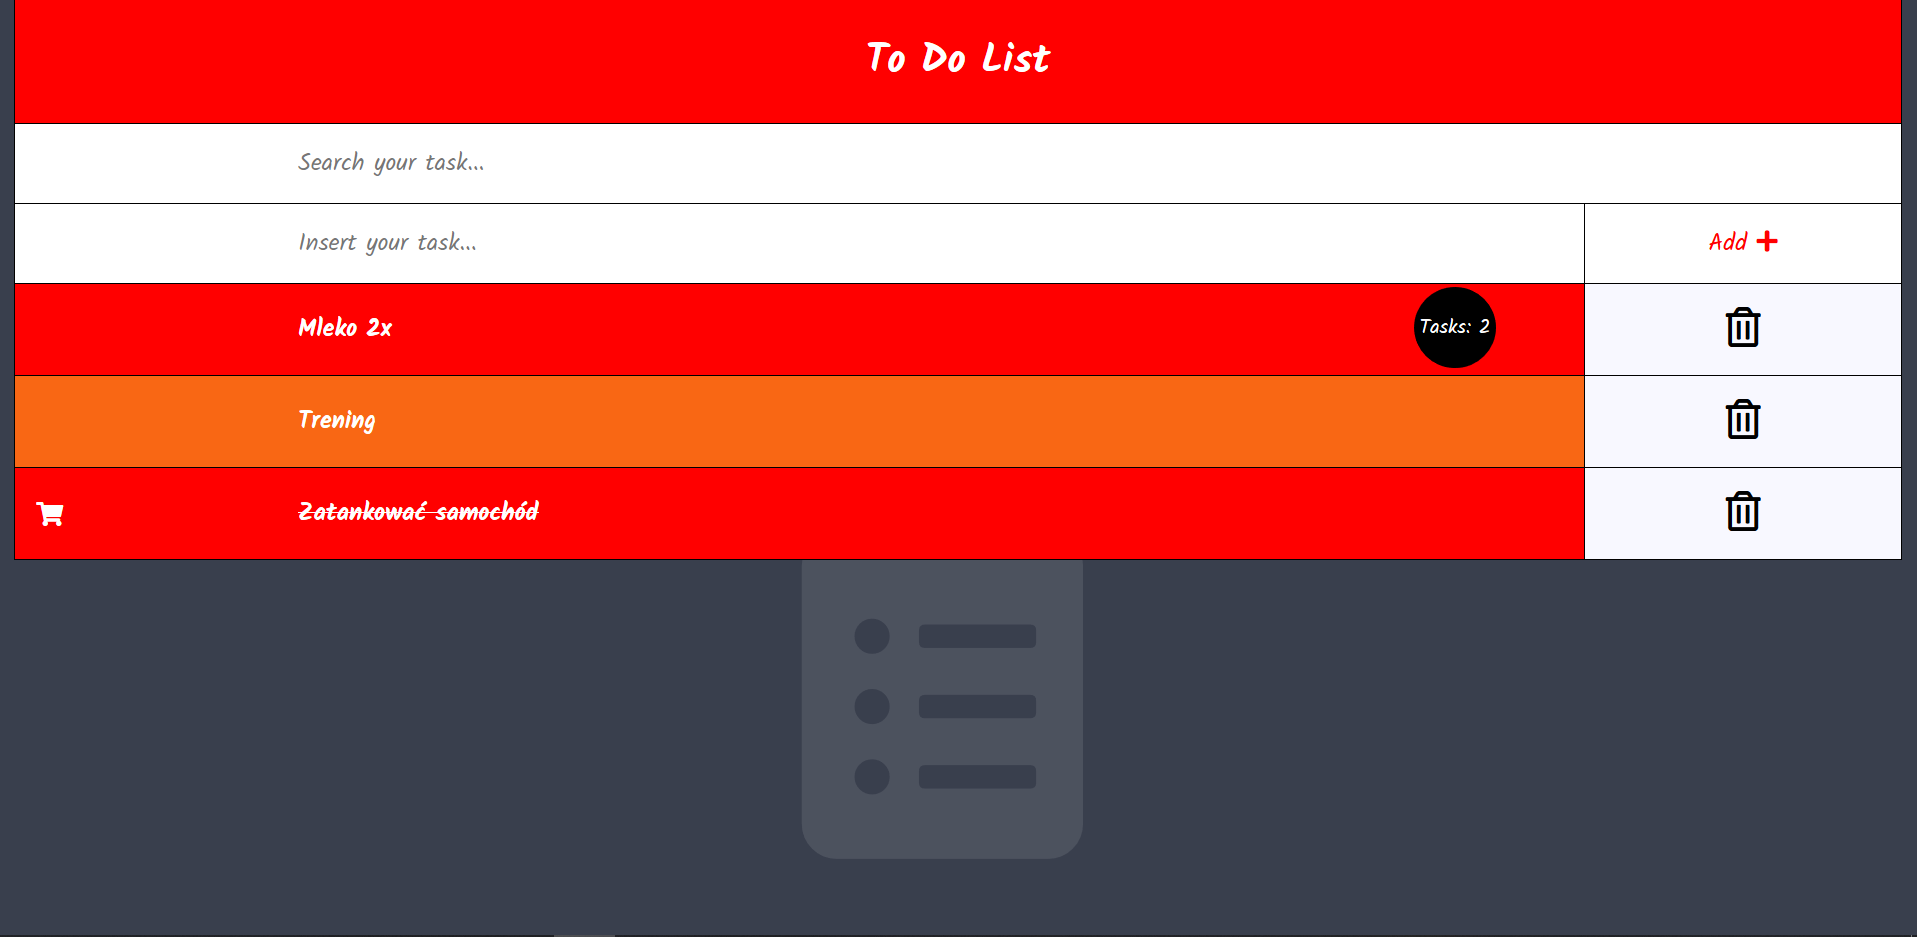 To Do List
Search your task...
Insert your task...
Add
Mleko 2x
Tasks: 2
Trening
Zatankować samochód